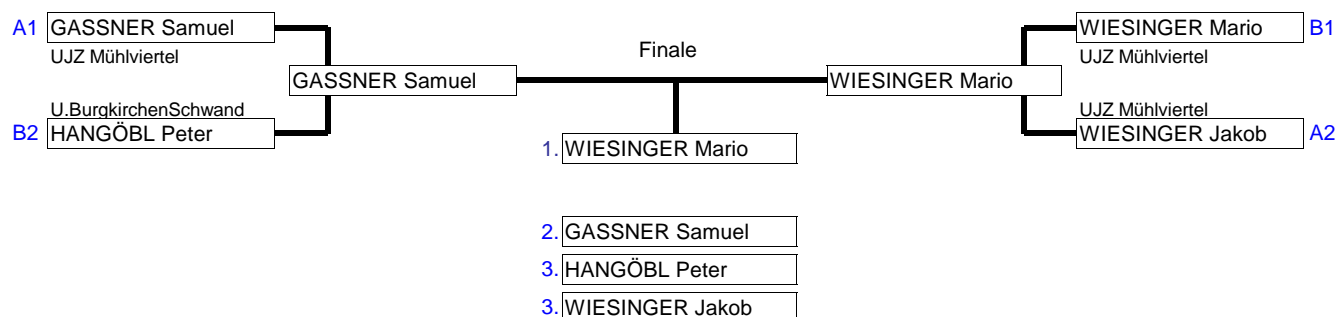 A1 GASSNER Samuel
UJZ Mühlviertel
GASSNER Samuel
U.BurgkirchenSchwand
B2 HANGÖBL Peter
Finale
WIESINGER Mario B1
UJZ Mühlviertel
WIESINGER Mario
UJZ Mühlviertel
WIESINGER Jakob A2
1. WIESINGER Mario
2. GASSNER Samuel
3. HANGÖBL Peter
3. WIESINGER Jakob